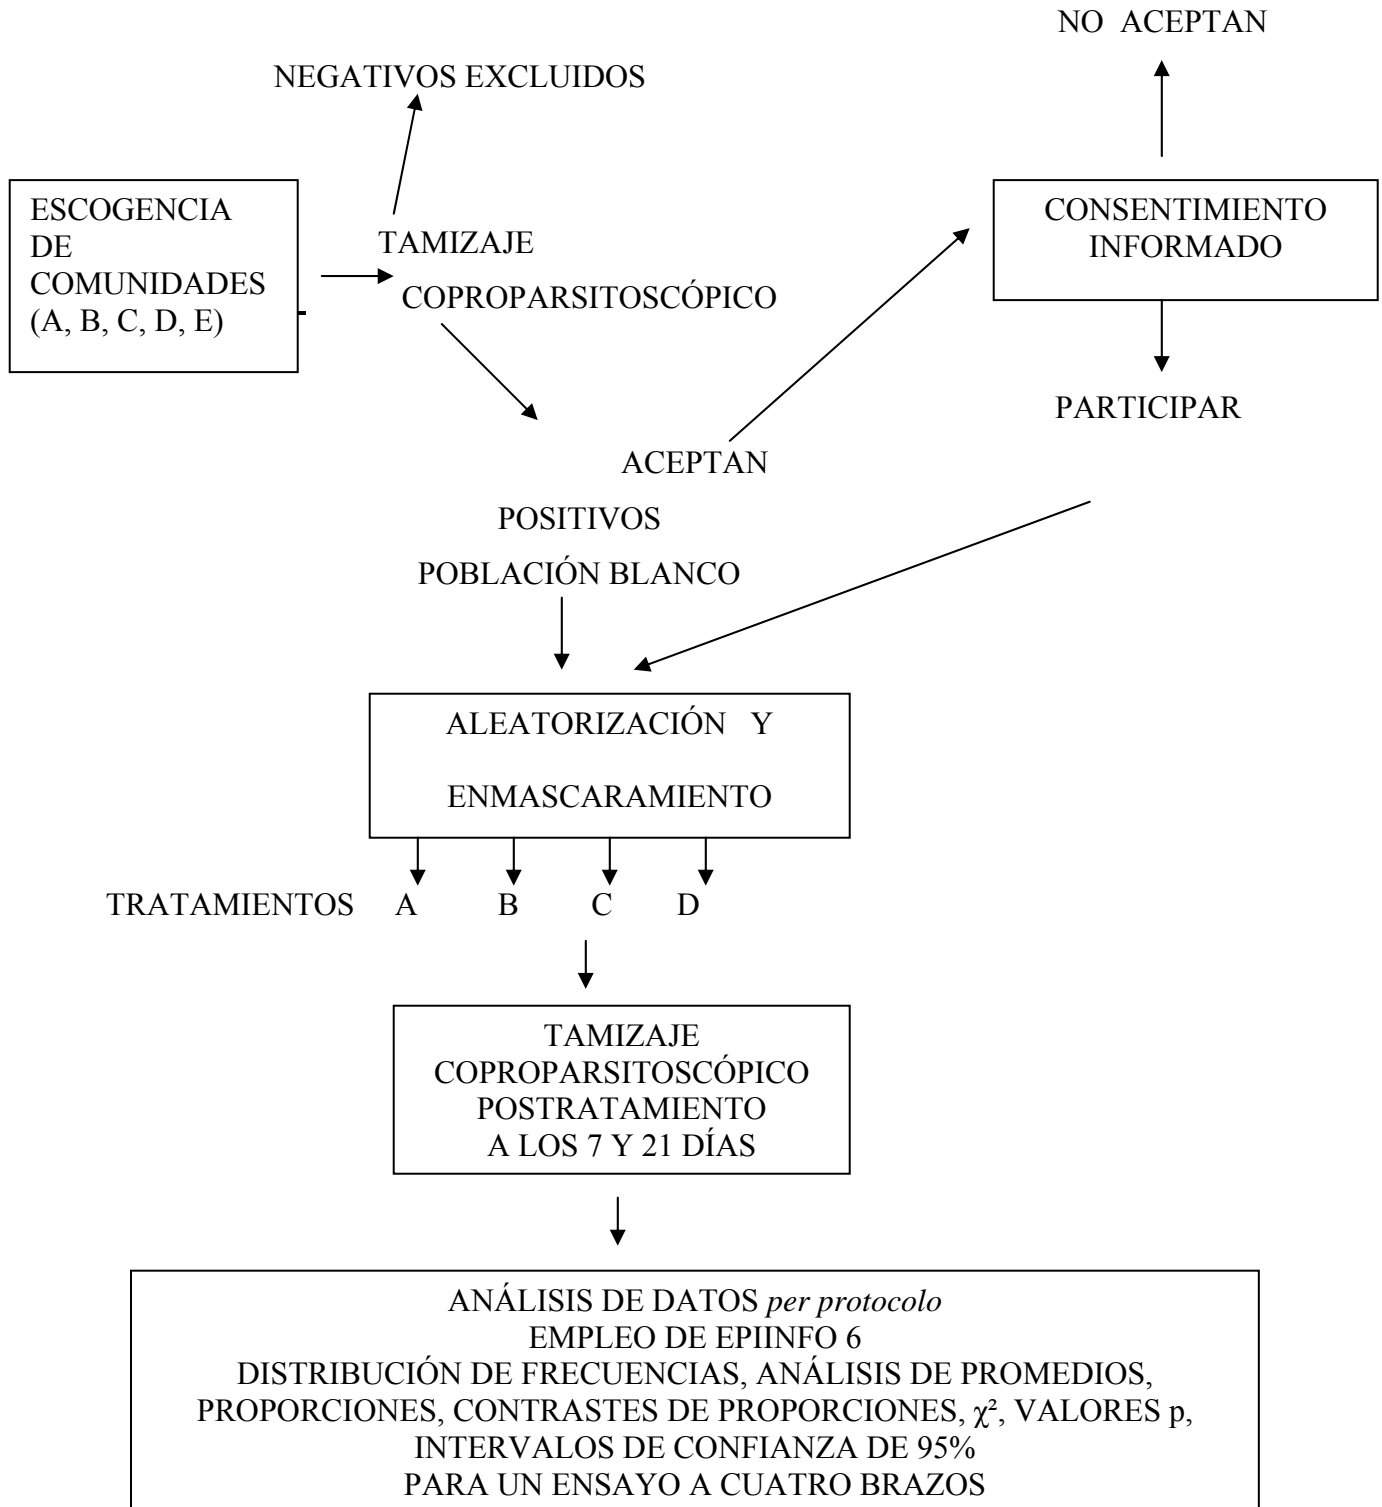 NO ACEPTAN
NEGATIVOS EXCLUIDOS
ESCOGENCIA
DE
COMUNIDADES
(A, B, C, D, E)
TAMIZAJE
COPROPARSITOSCÓPICO
CONSENTIMIENTO
INFORMADO
PARTICIPAR
ACEPTAN
POSITIVOS
POBLACIÓN BLANCO
ALEATORIZACIÓN Y
ENMASCARAMIENTO
TRATAMIENTOS A B C D
TAMIZAJE
COPROPARSITOSCÓPICO
POSTRATAMIENTO
A LOS 7 Y 21 DÍAS
ANÁLISIS DE DATOS per protocolo
EMPLEO DE EPIINFO 6
DISTRIBUCIÓN DE FRECUENCIAS, ANÁLISIS DE PROMEDIOS,
PROPORCIONES, CONTRASTES DE PROPORCIONES, χ², VALORES p,
INTERVALOS DE CONFIANZA DE 95%
PARA UN ENSAYO A CUATRO BRAZOS